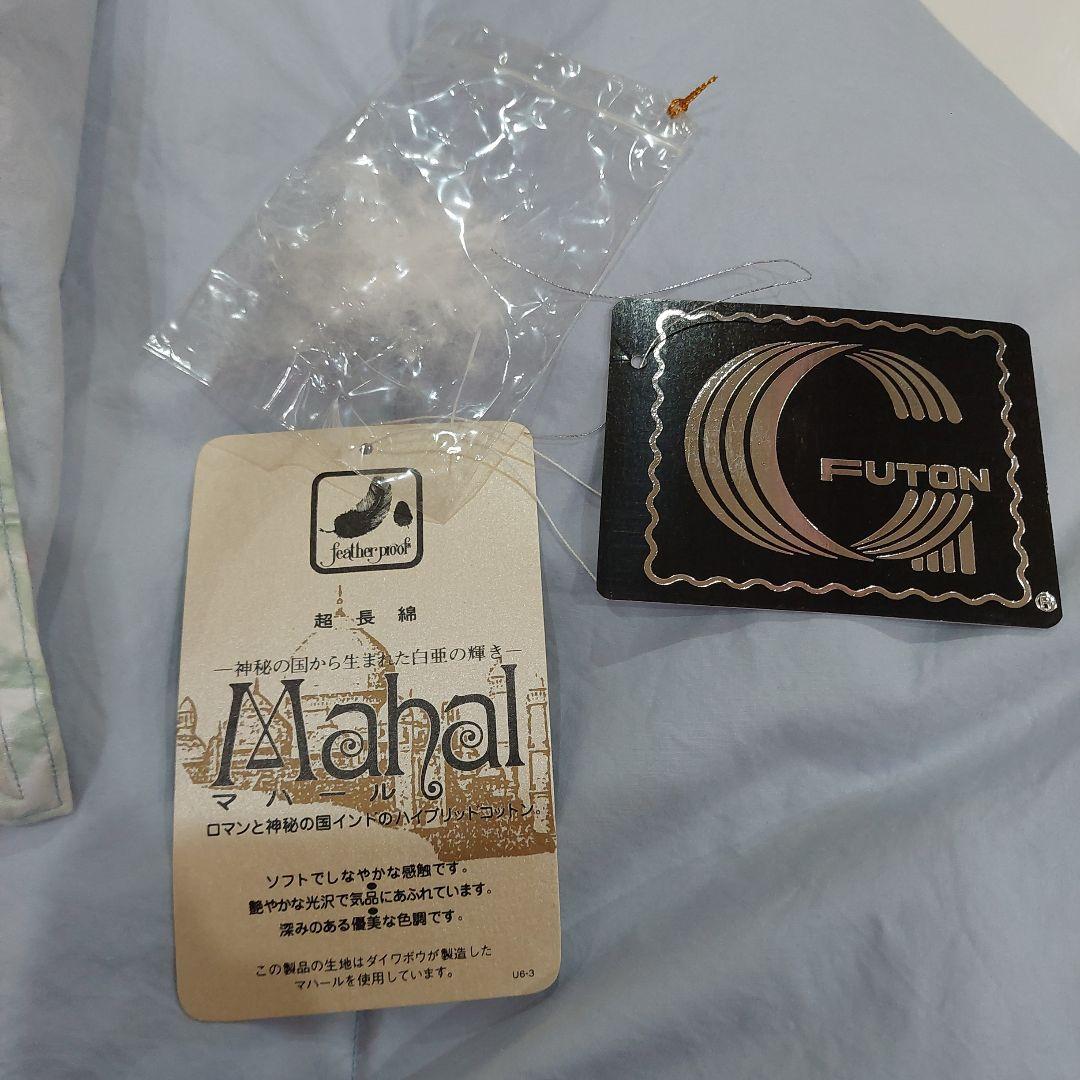 feather proof
超長綿
―神秘の国から生まれた白亜の輝き―
Mahal
マハール
ロマンと神秘の国インドのハイブリッドコットン。
ソフトでしなやかな感触です。
艶やかな光沢で気品にあふれています。
深みのある優美な色調です。
この製品の生地はダイワボウが製造した
マハールを使用しています。
U6-3
G
FUTON
®